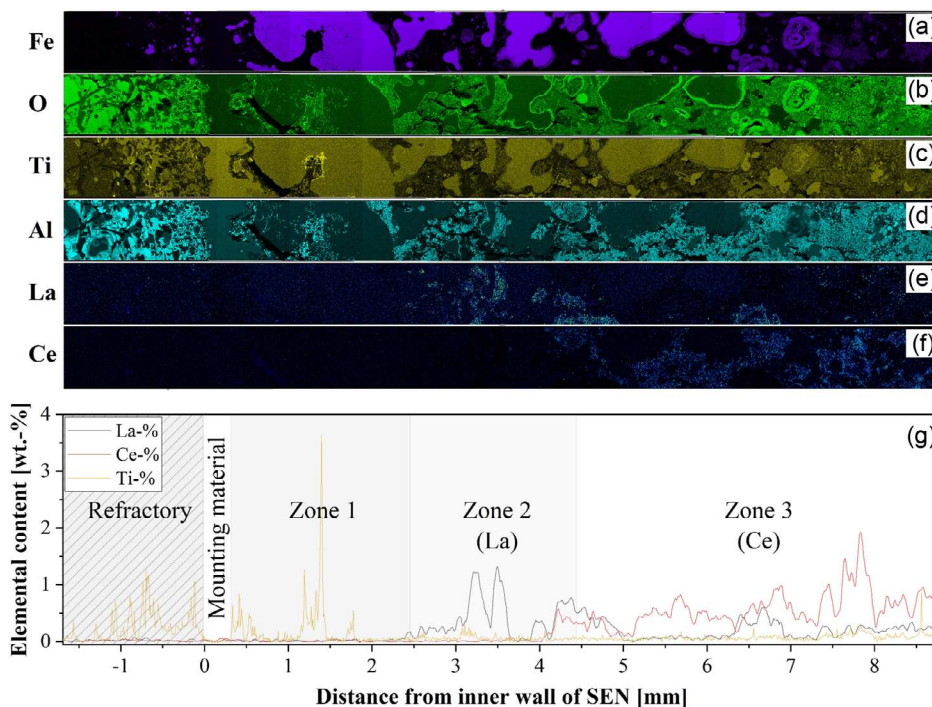 Fe
(a)
O
(b)
Ti
(c)
Al
(d)
La
(e)
Ce
(f)
(g)
Elemental content [wt.-%]
4
3
2
1
0
La-%
Ce-%
Ti-%
Refractory
Mounting material
Zone 1
Zone 2
(La)
Zone 3
(Ce)
-1
0
1
2
3
4
5
6
7
8
Distance from inner wall of SEN [mm]